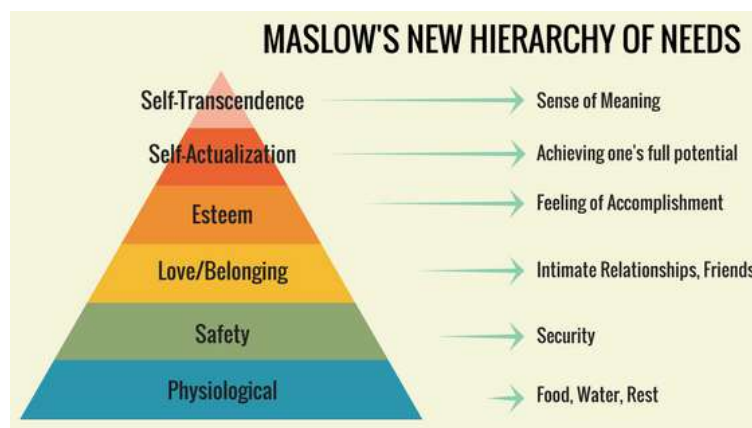 MASLOW'S NEW HIERARCHY OF NEEDS
Self-Transcendence
Sense of Meaning
Self-Actualization
Achieving one's full potential
Esteem
Feeling of Accomplishment
Love/Belonging
Intimate Relationships, Friends
Safety
Security
Physiological
Food, Water, Rest